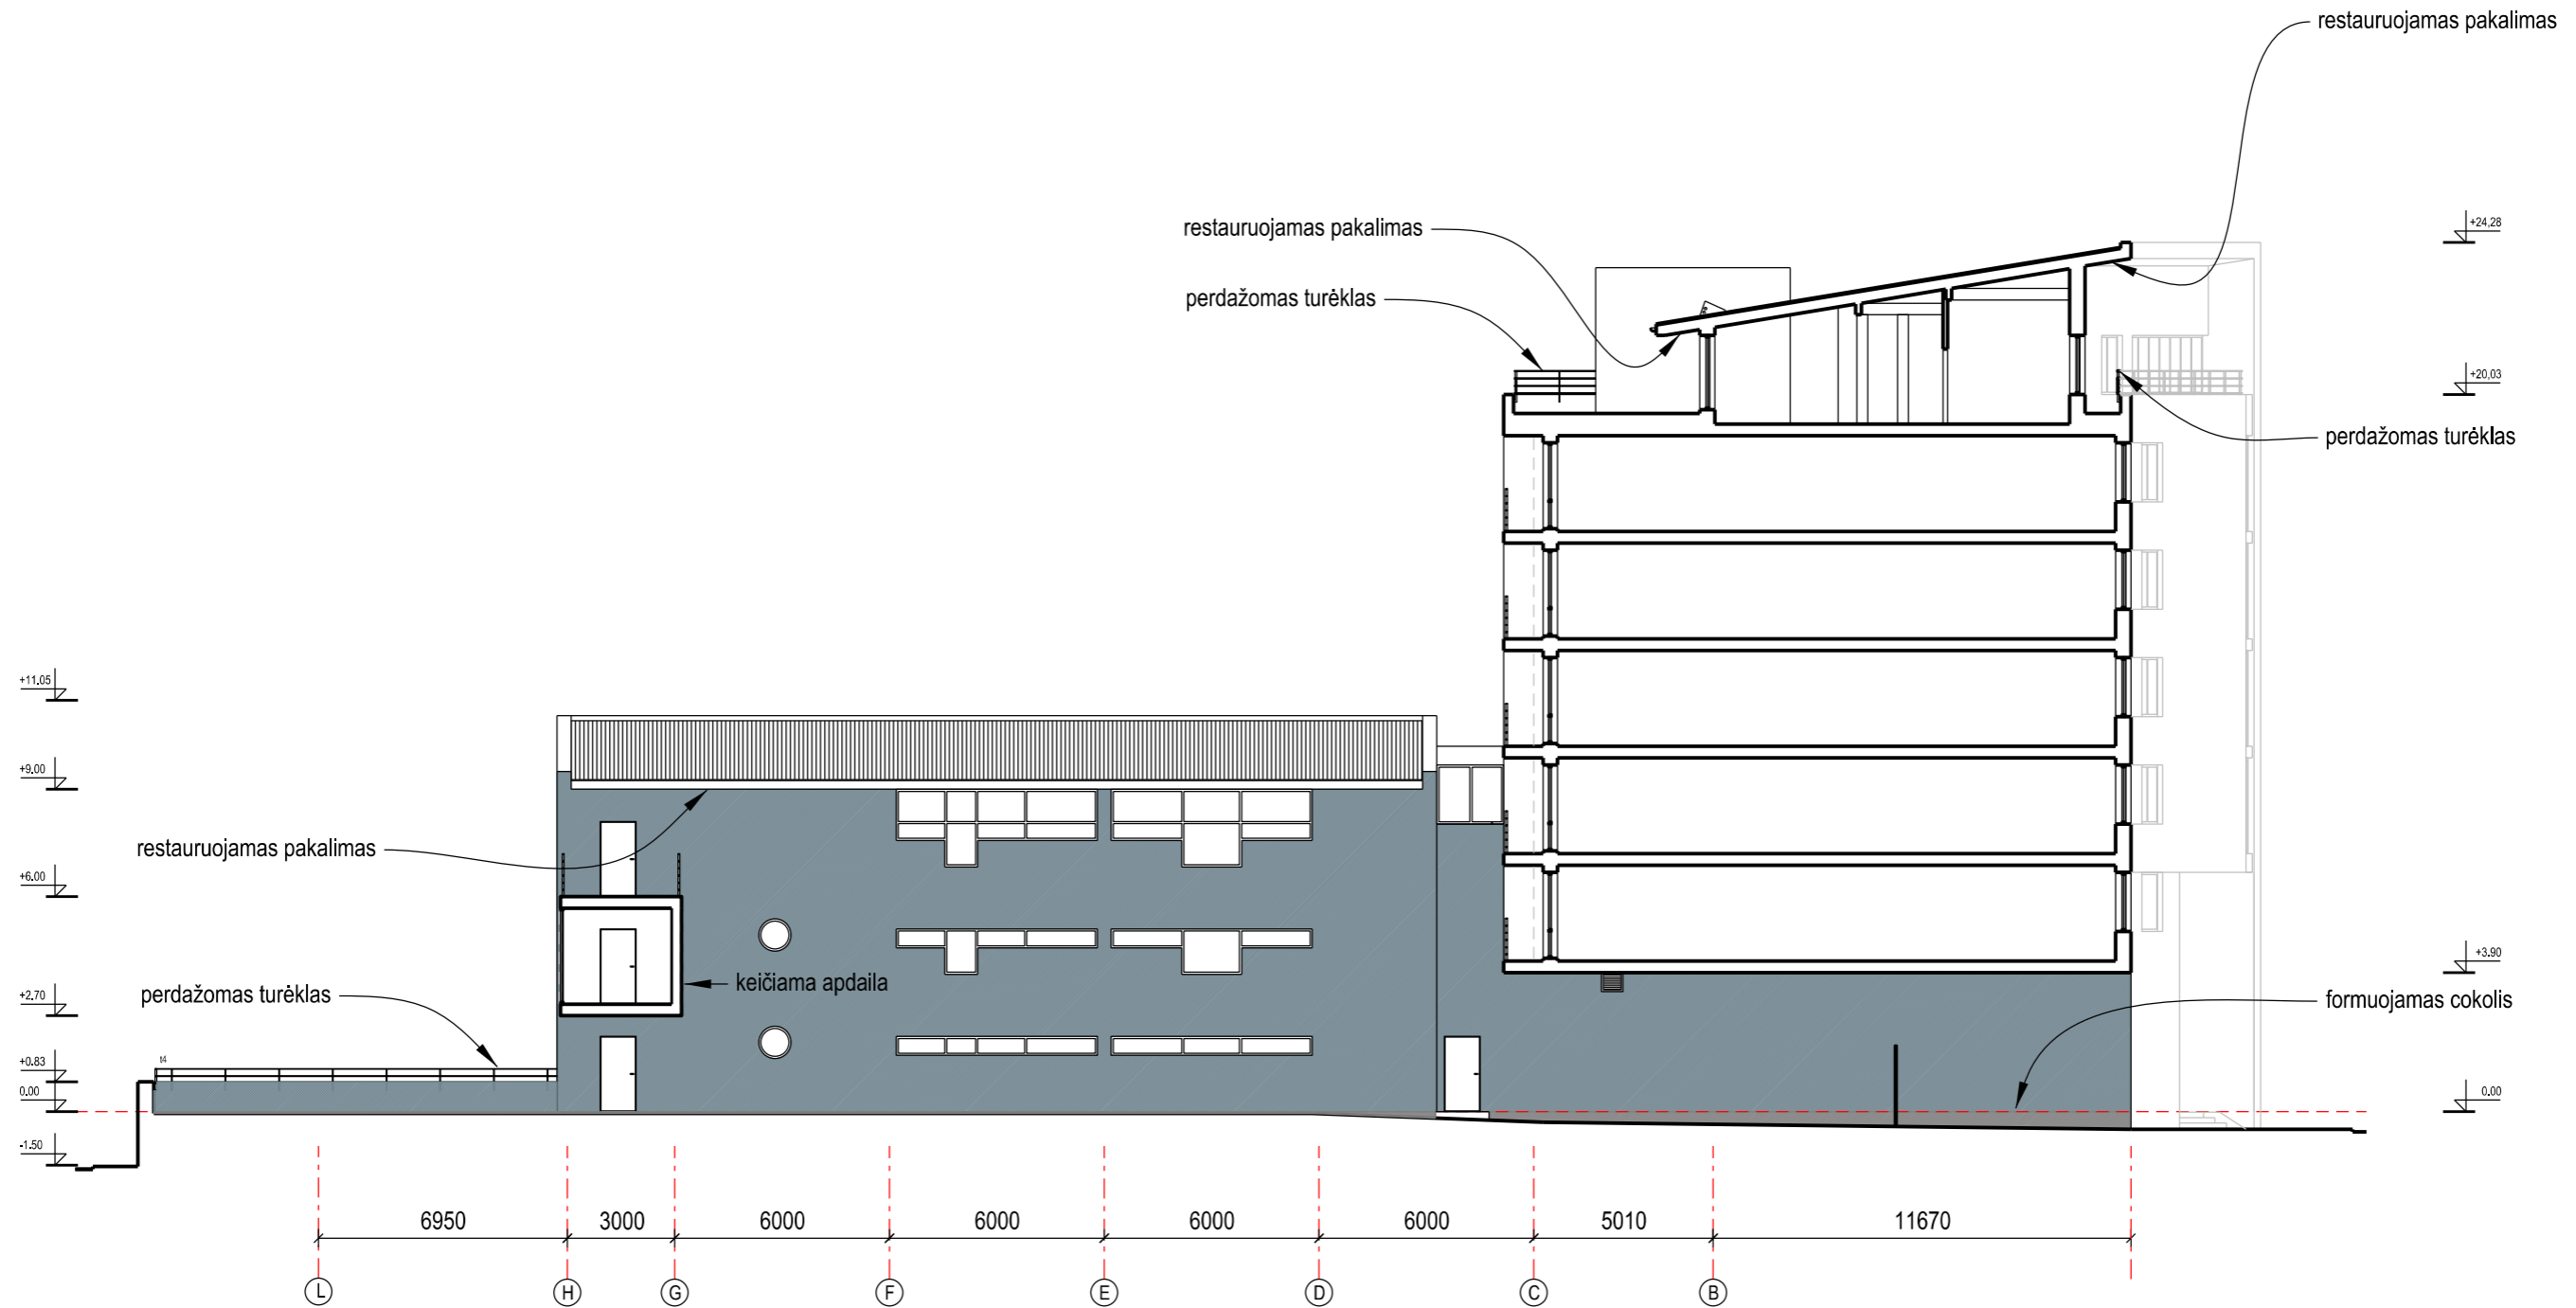 restauruojamas pakalimas
restauruojamas pakalimas
+24,28
perdažomas turėklas
+20,03
perdažomas turėklas
+11.05
+9.00
restauruojamas pakalimas
+6.00
+3.90
keičiama apdaila
+2.70
perdažomas turėklas
formuojamas cokolis
t4
+0.83
0.00
0.00
-1.50
6950 3000 6000 6000 6000 6000 5010 11670
L H G F E D C B